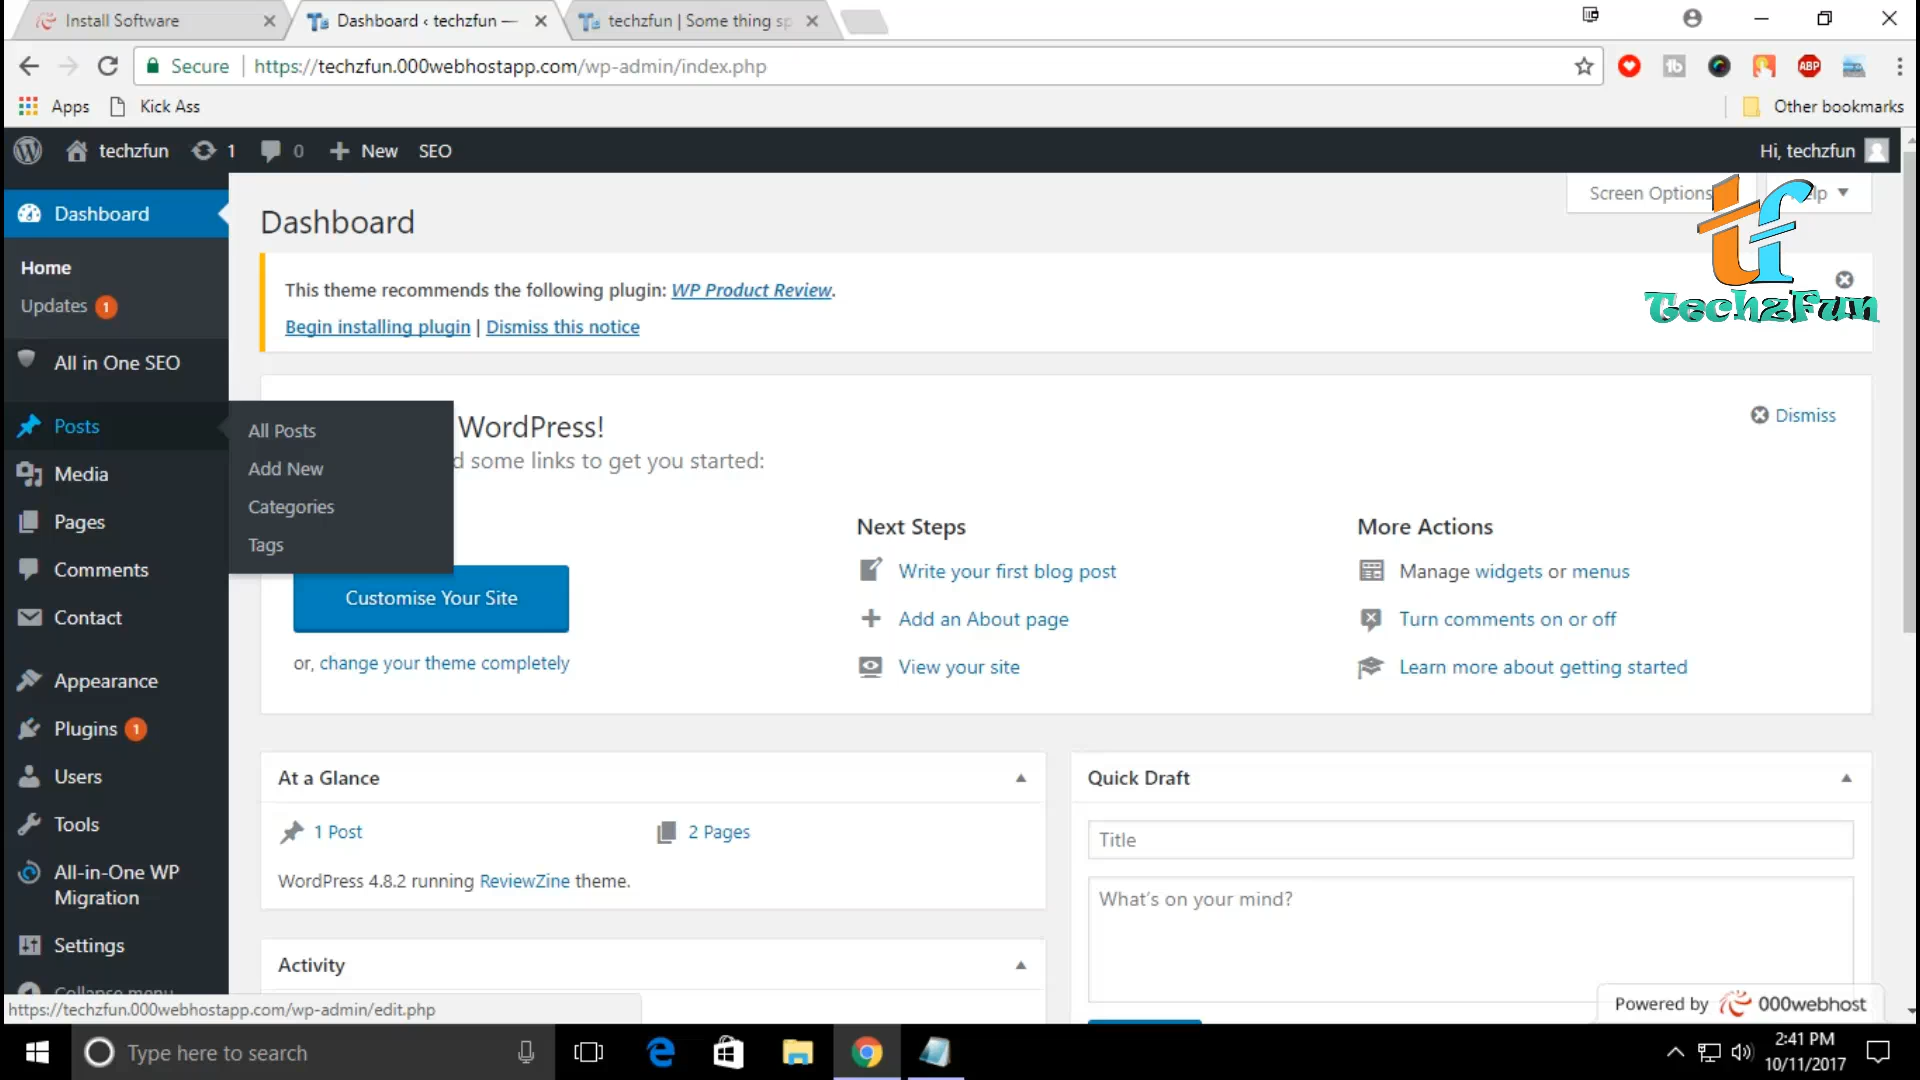 Install Software
Dashboard ‹ techzfun —
techzfun | Some thing sp
Secure
https://techzfun.000webhostapp.com/wp-admin/index.php
ABP
Apps
Kick Ass
Other bookmarks
techzfun
1
0
New
SEO
Hi, techzfun
Dashboard
Home
Updates 1
All in One SEO
Posts
Media
Pages
Comments
Contact
Appearance
Plugins 1
Users
Tools
All-in-One WP
Migration
Settings
Collapse menu
All Posts
Add New
Categories
Tags
Dashboard
Screen Options
TechzFun
This theme recommends the following plugin: WP Product Review.
Begin installing plugin | Dismiss this notice
WordPress!
Dismiss
d some links to get you started:
Customise Your Site
or, change your theme completely
Next Steps
Write your first blog post
Add an About page
View your site
More Actions
Manage widgets or menus
Turn comments on or off
Learn more about getting started
At a Glance
1 Post
2 Pages
WordPress 4.8.2 running ReviewZine theme.
Activity
Quick Draft
Title
What's on your mind?
Powered by 000webhost
https://techzfun.000webhostapp.com/wp-admin/edit.php
Type here to search
2:41 PM
10/11/2017